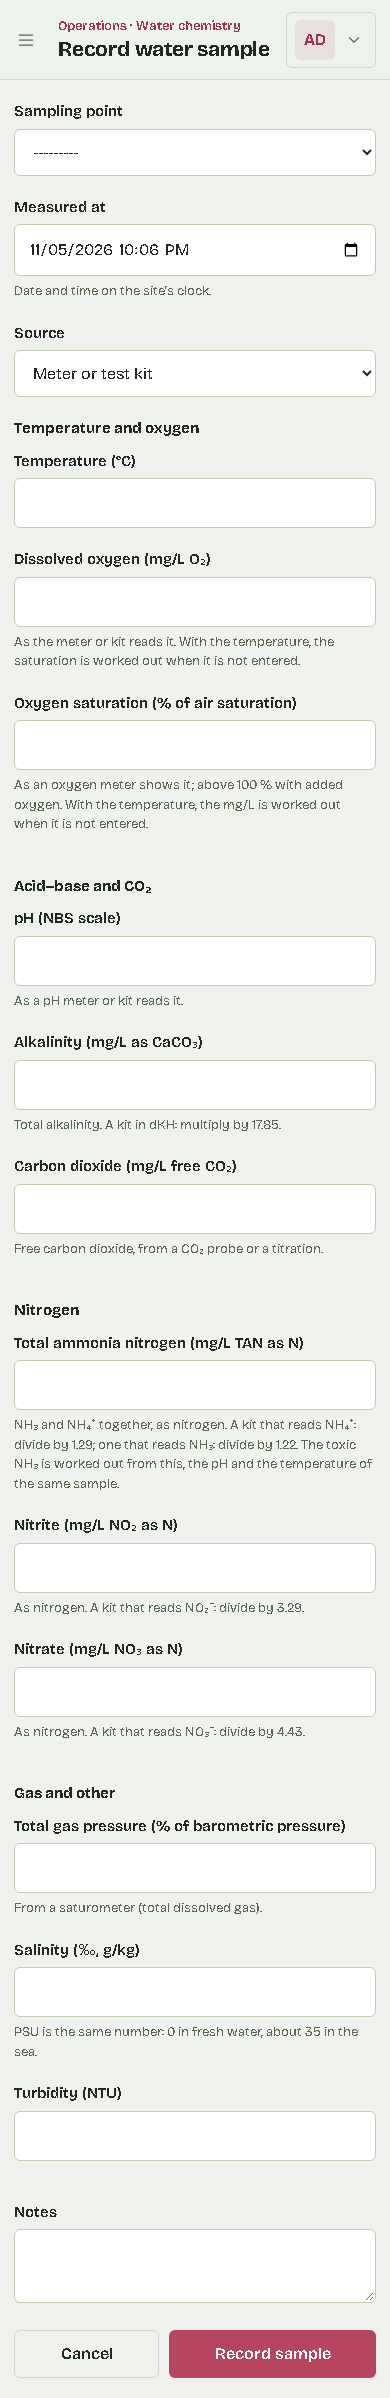 Operations · Water chemistry
Record water sample
AD
Sampling point
---------
Measured at
11/05/2026 10:06 PM
Date and time on the site's clock.
Source
Meter or test kit
Temperature and oxygen
Temperature (°C)
Dissolved oxygen (mg/L O₂)
As the meter or kit reads it. With the temperature, the
saturation is worked out when it is not entered.
Oxygen saturation (% of air saturation)
As an oxygen meter shows it; above 100 % with added
oxygen. With the temperature, the mg/L is worked out
when it is not entered.
Acid–base and CO₂
pH (NBS scale)
As a pH meter or kit reads it.
Alkalinity (mg/L as CaCO₃)
Total alkalinity. A kit in dKH: multiply by 17.85.
Carbon dioxide (mg/L free CO₂)
Free carbon dioxide, from a CO₂ probe or a titration.
Nitrogen
Total ammonia nitrogen (mg/L TAN as N)
NH₃ and NH₄⁺ together, as nitrogen. A kit that reads NH₄⁺:
divide by 1.29; one that reads NH₃: divide by 1.22. The toxic
NH₃ is worked out from this, the pH and the temperature of
the same sample.
Nitrite (mg/L NO₂ as N)
As nitrogen. A kit that reads NO₂⁻: divide by 3.29.
Nitrate (mg/L NO₃ as N)
As nitrogen. A kit that reads NO₃⁻: divide by 4.43.
Gas and other
Total gas pressure (% of barometric pressure)
From a saturometer (total dissolved gas).
Salinity (‰, g/kg)
PSU is the same number: 0 in fresh water, about 35 in the
sea.
Turbidity (NTU)
Notes
Cancel
Record sample